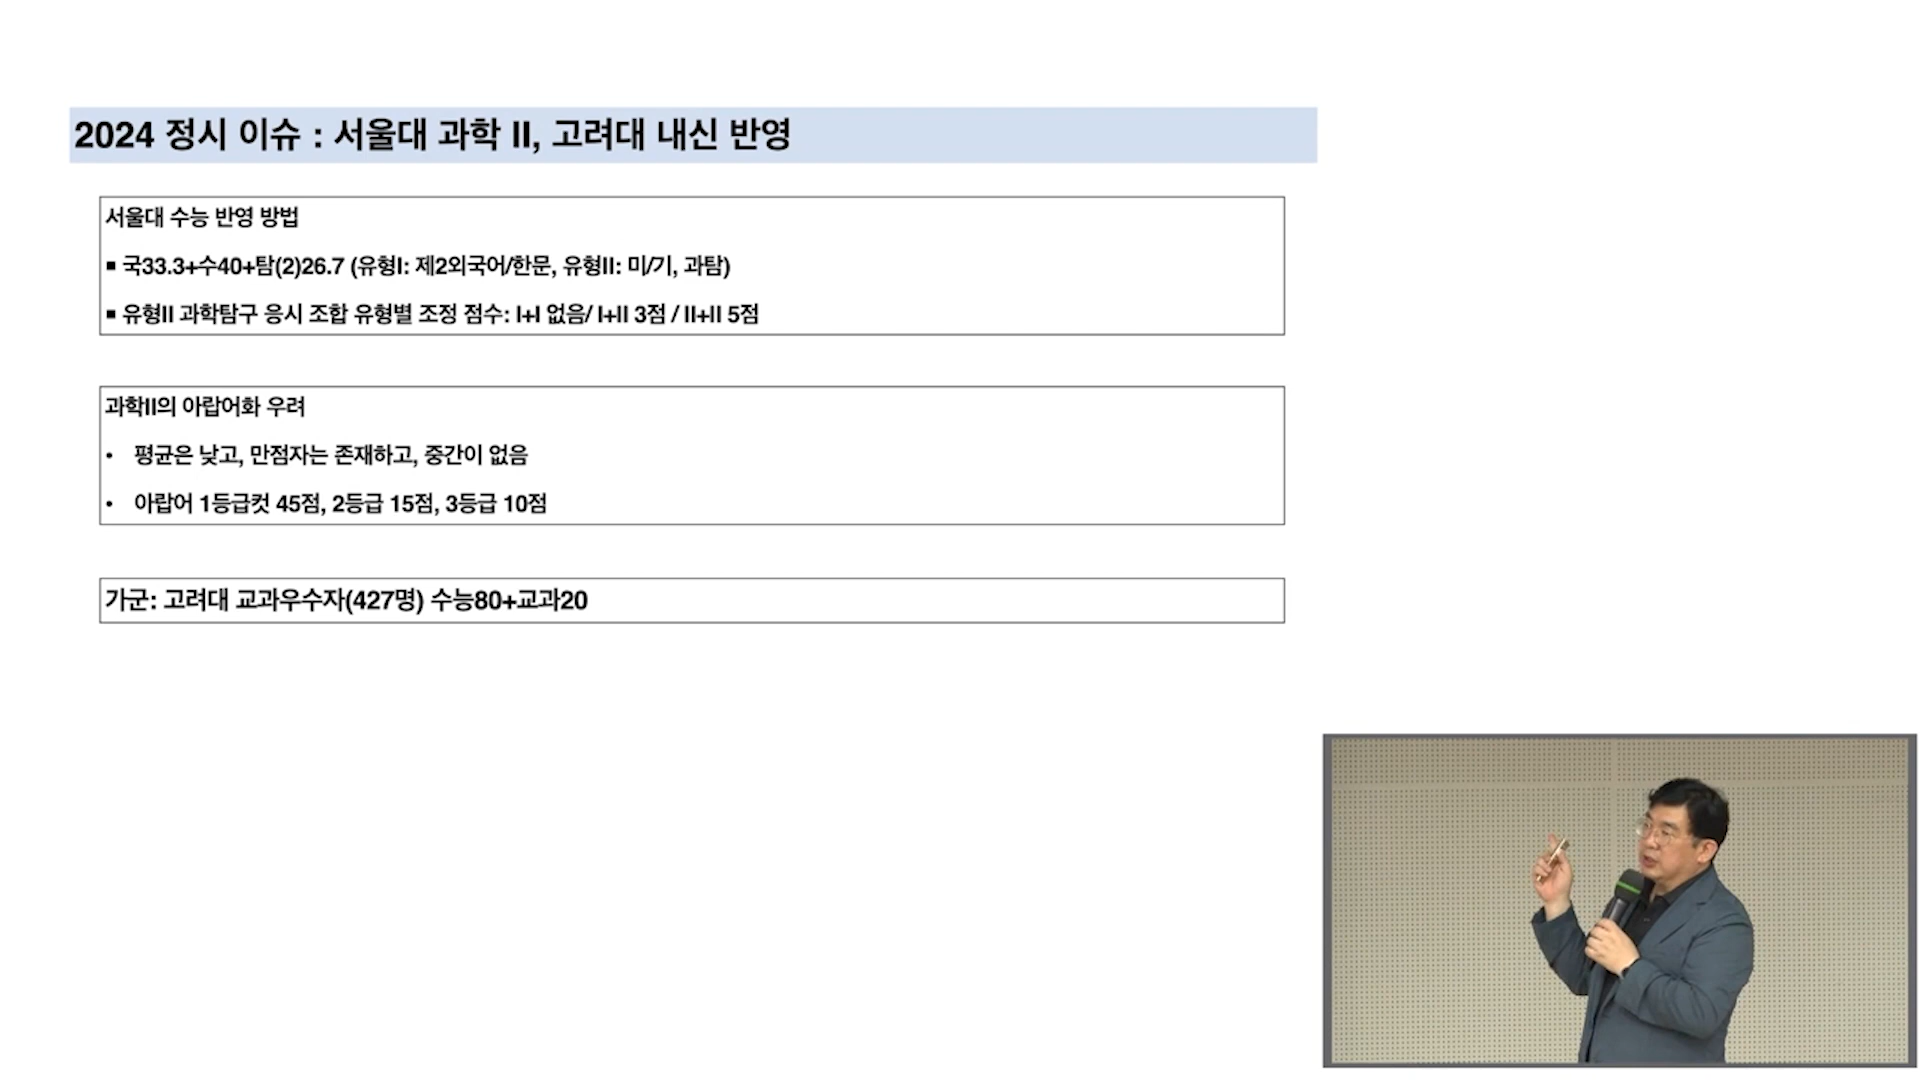 2024 정시 이슈 : 서울대 과학 II, 고려대 내신 반영
서울대 수능 반영 방법
▪ 국33.3+수40+탐(2)26.7 (유형I: 제2외국어/한문, 유형II: 미/기, 과탐)
▪ 유형II 과학탐구 응시 조합 유형별 조정 점수: I+I 없음/ I+II 3점 / II+II 5점
과학II의 아랍어화 우려
• 평균은 낮고, 만점자는 존재하고, 중간이 없음
• 아랍어 1등급컷 45점, 2등급 15점, 3등급 10점
가군: 고려대 교과우수자(427명) 수능80+교과20